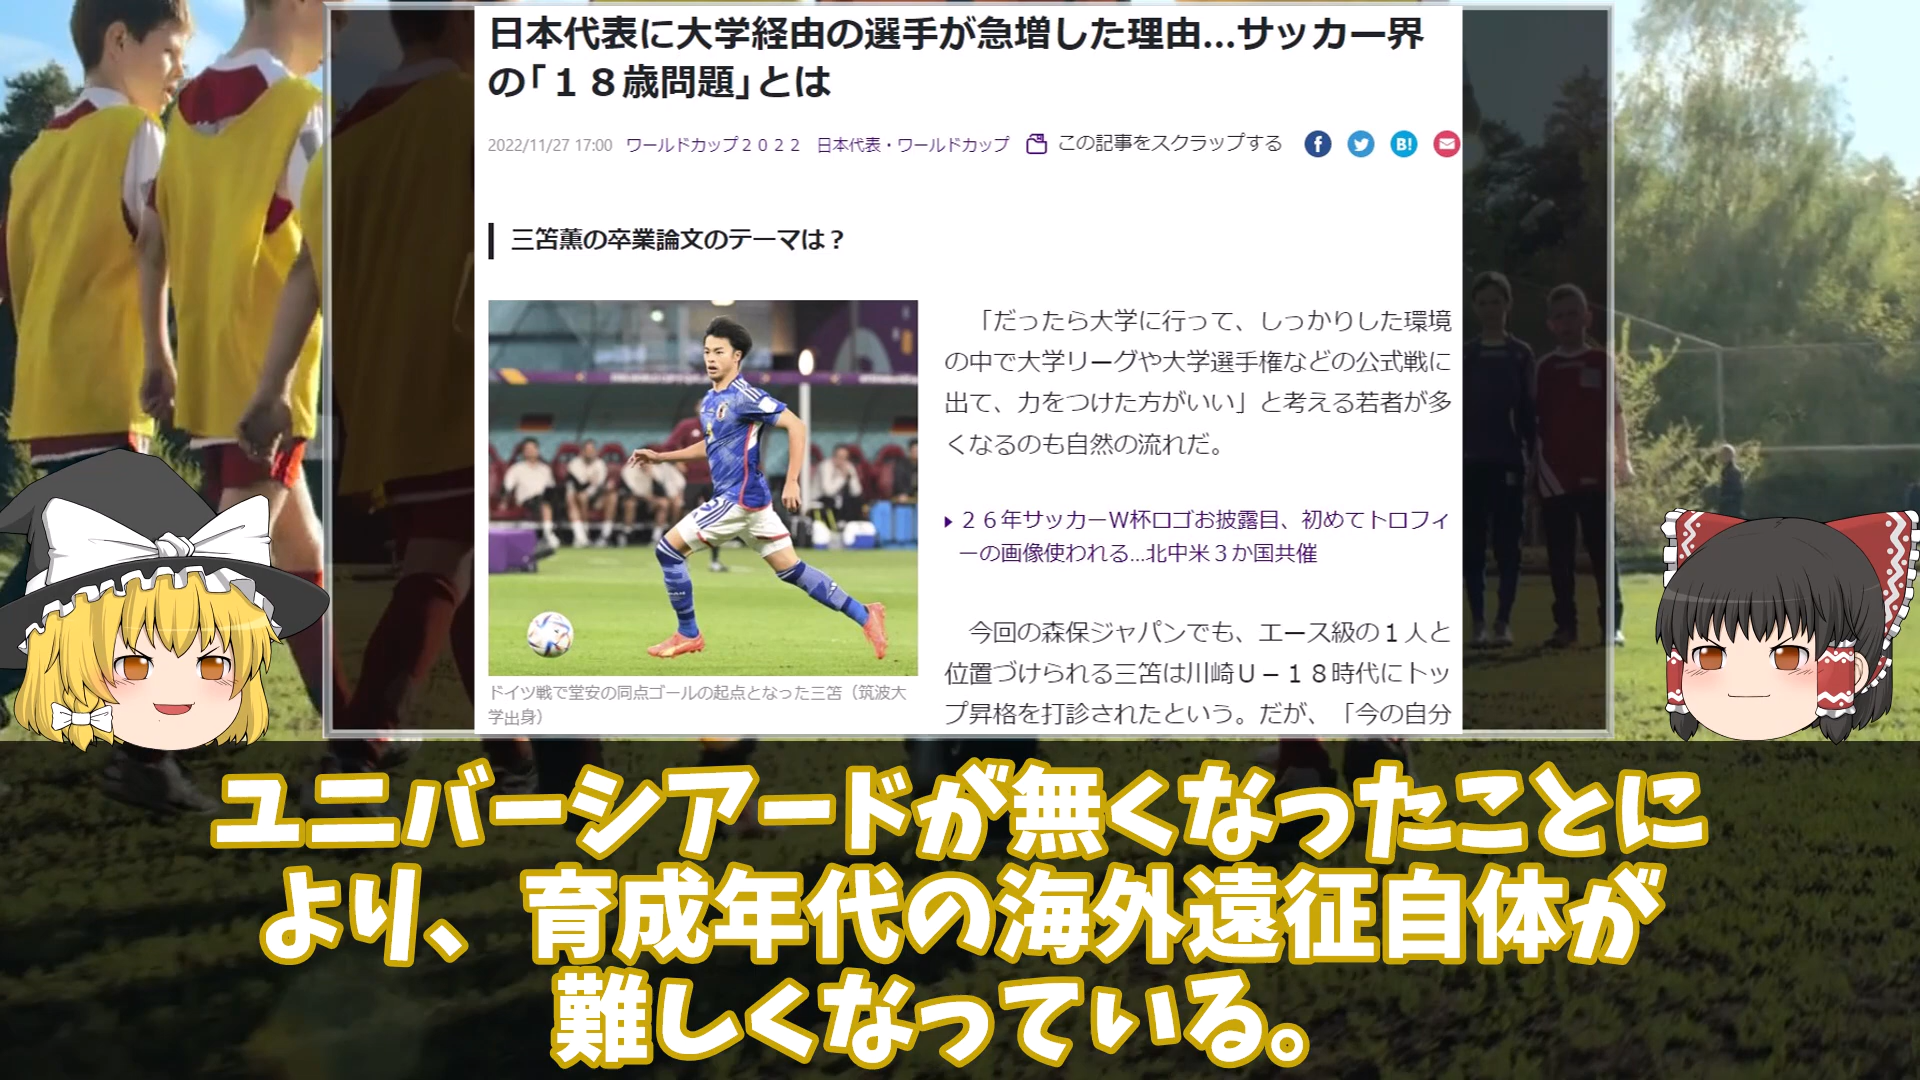 日本代表に大学経由の選手が急増した理由…サッカー界
の「１８歳問題」とは
2022/11/27 17:00 ワールドカップ２０２２ 日本代表・ワールドカップ この記事をスクラップする
f B!
三笘薫の卒業論文のテーマは？
「だったら大学に行って、しっかりした環境
の中で大学リーグや大学選手権などの公式戦に
出て、力をつけた方がいい」と考える若者が多
くなるのも自然の流れだ。
２６年サッカーＷ杯ロゴお披露目、初めてトロフィ
ーの画像使われる…北中米３か国共催
今回の森保ジャパンでも、エース級の１人と
位置づけられる三笘は川崎Ｕ－１８時代にトッ
プ昇格を打診されたという。だが、「今の自分
ドイツ戦で堂安の同点ゴールの起点となった三笘（筑波大
学出身）
ユニバーシアードが無くなったことに
より、育成年代の海外遠征自体が
難しくなっている。